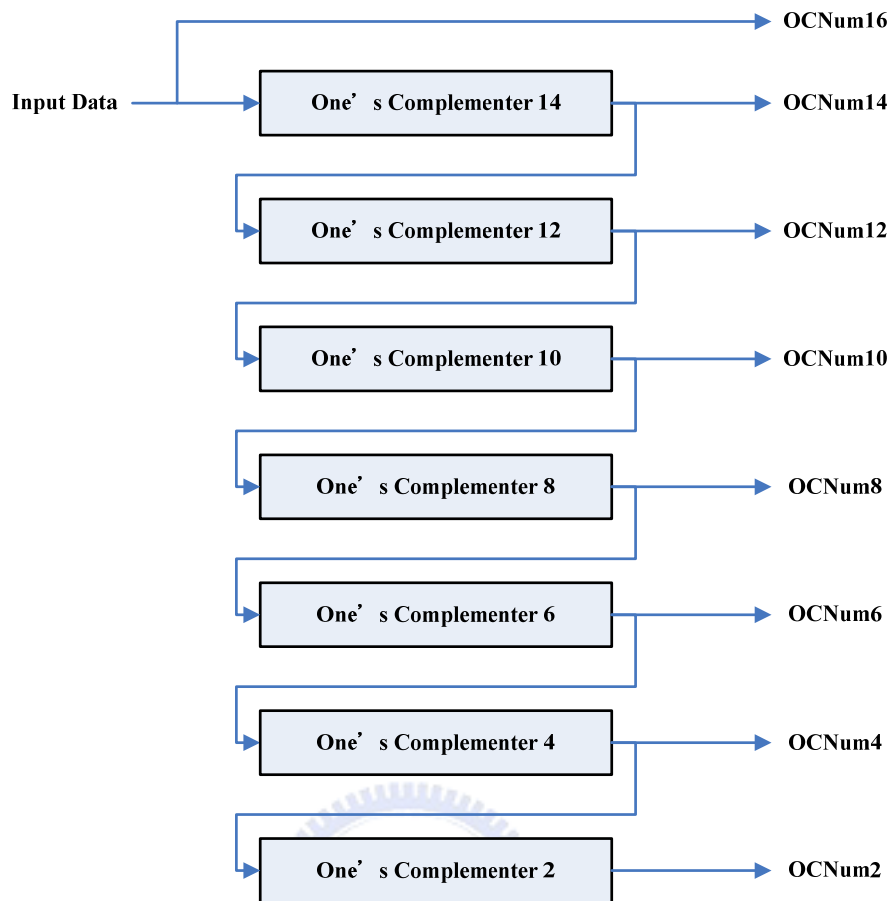 OCNum16
Input Data
One’s Complementer 14
OCNum14
One’s Complementer 12
OCNum12
One’s Complementer 10
OCNum10
One’s Complementer 8
OCNum8
One’s Complementer 6
OCNum6
One’s Complementer 4
OCNum4
One’s Complementer 2
OCNum2